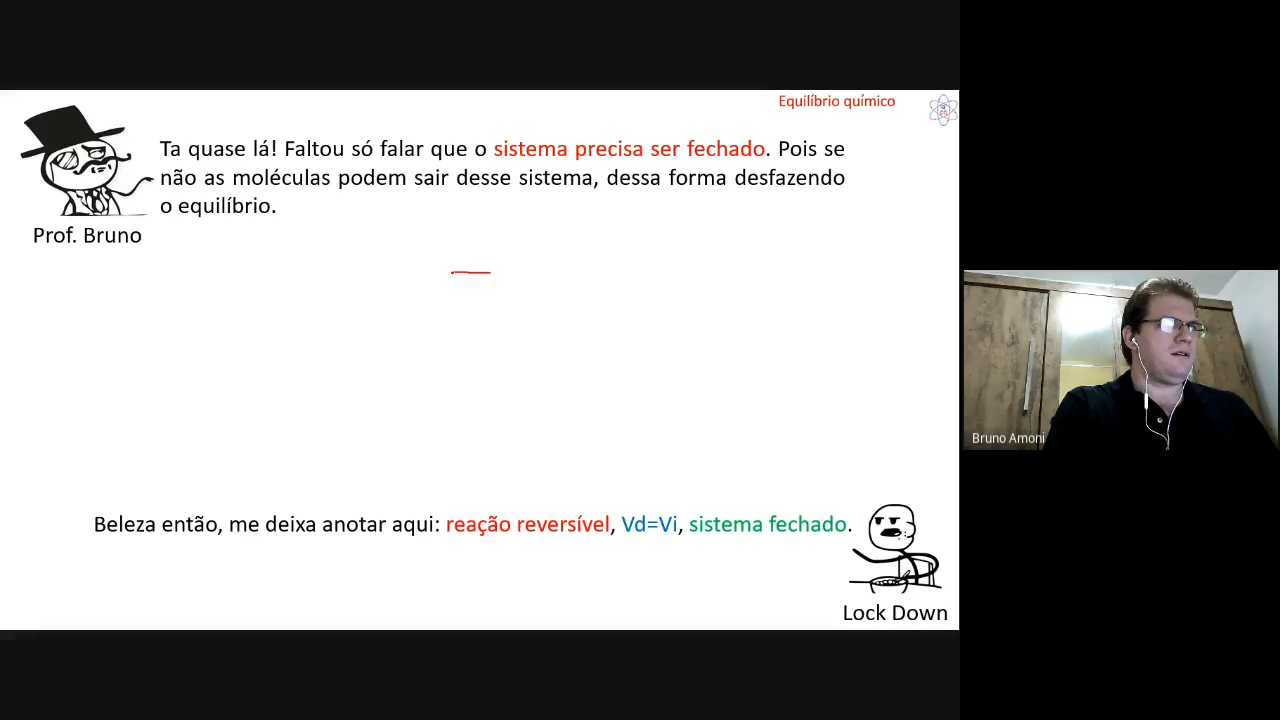 Equilíbrio químico
Ta quase lá! Faltou só falar que o sistema precisa ser fechado. Pois se
não as moléculas podem sair desse sistema, dessa forma desfazendo
o equilíbrio.
Prof. Bruno
Bruno Amoni
Beleza então, me deixa anotar aqui: reação reversível, Vd=Vi, sistema fechado.
Lock Down